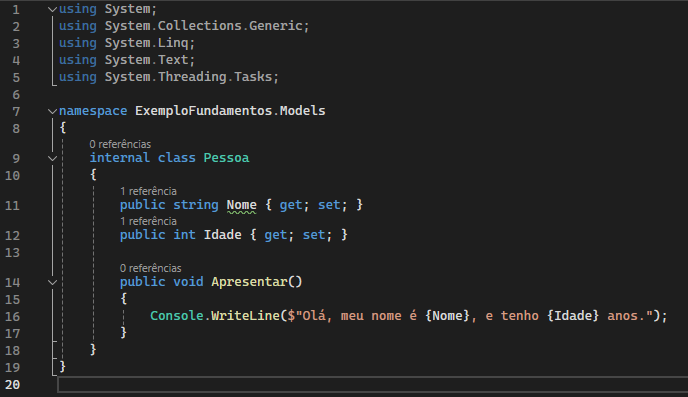 1 using System;
2 using System.Collections.Generic;
3 using System.Linq;
4 using System.Text;
5 using System.Threading.Tasks;
6
7 namespace ExemploFundamentos.Models
8 {
0 referências
9 internal class Pessoa
10 {
1 referência
11 public string Nome { get; set; }
1 referência
12 public int Idade { get; set; }
13
0 referências
14 public void Apresentar()
15 {
16 Console.WriteLine($"Olá, meu nome é {Nome}, e tenho {Idade} anos.");
17 }
18 }
19 }
20